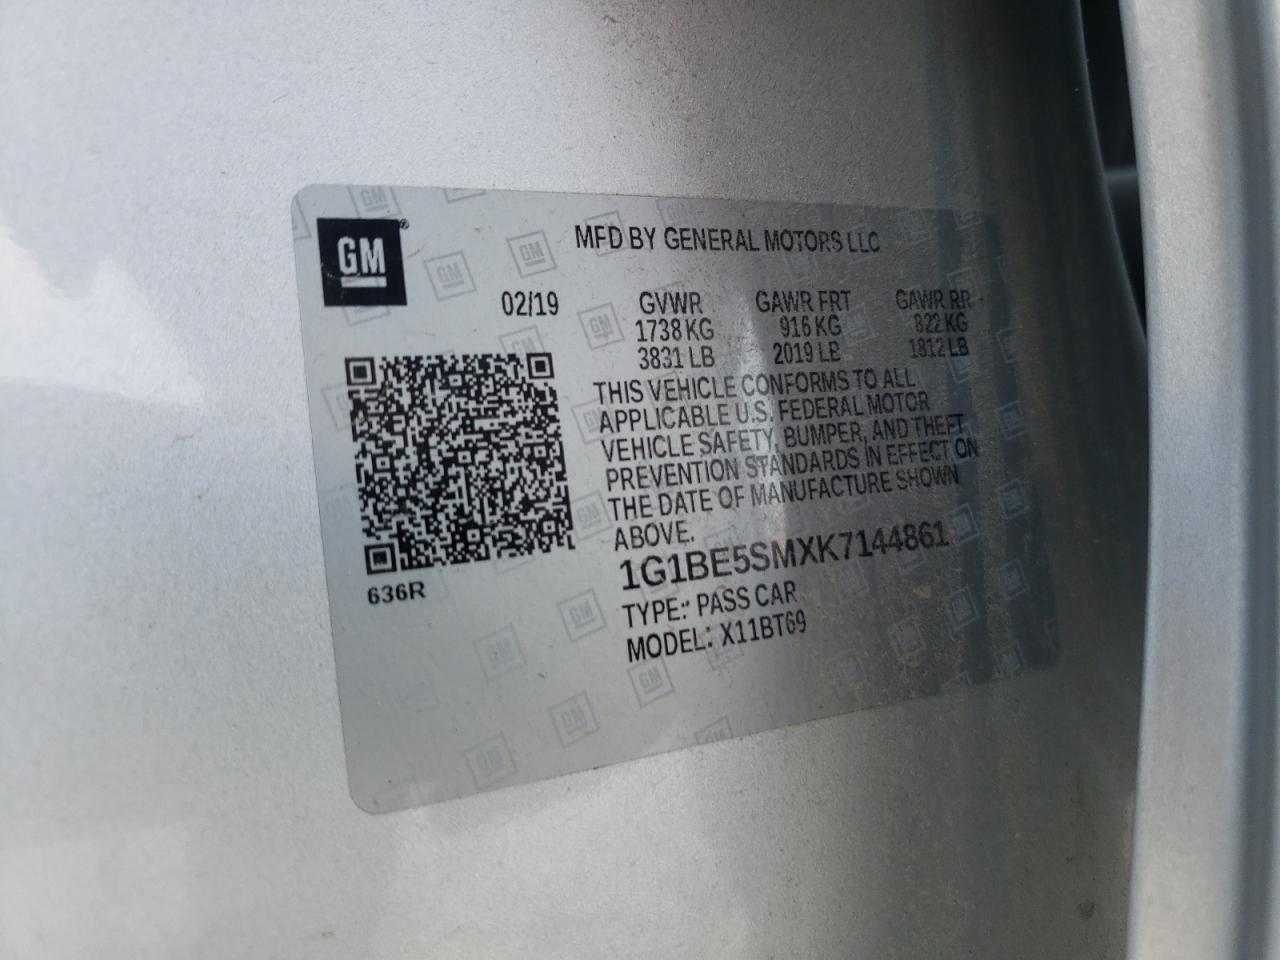 GM®
MFD BY GENERAL MOTORS LLC
02/19 GVWR GAWR FRT GAWR RR
1738 KG 916 KG 822 KG
3831 LB 2019 LB 1812 LB
THIS VEHICLE CONFORMS TO ALL
APPLICABLE U.S. FEDERAL MOTOR
VEHICLE SAFETY, BUMPER, AND THEFT
PREVENTION STANDARDS IN EFFECT ON
THE DATE OF MANUFACTURE SHOWN
ABOVE.
1G1BE5SMXK7144861
636R
TYPE: PASS CAR
MODEL: X11BT69